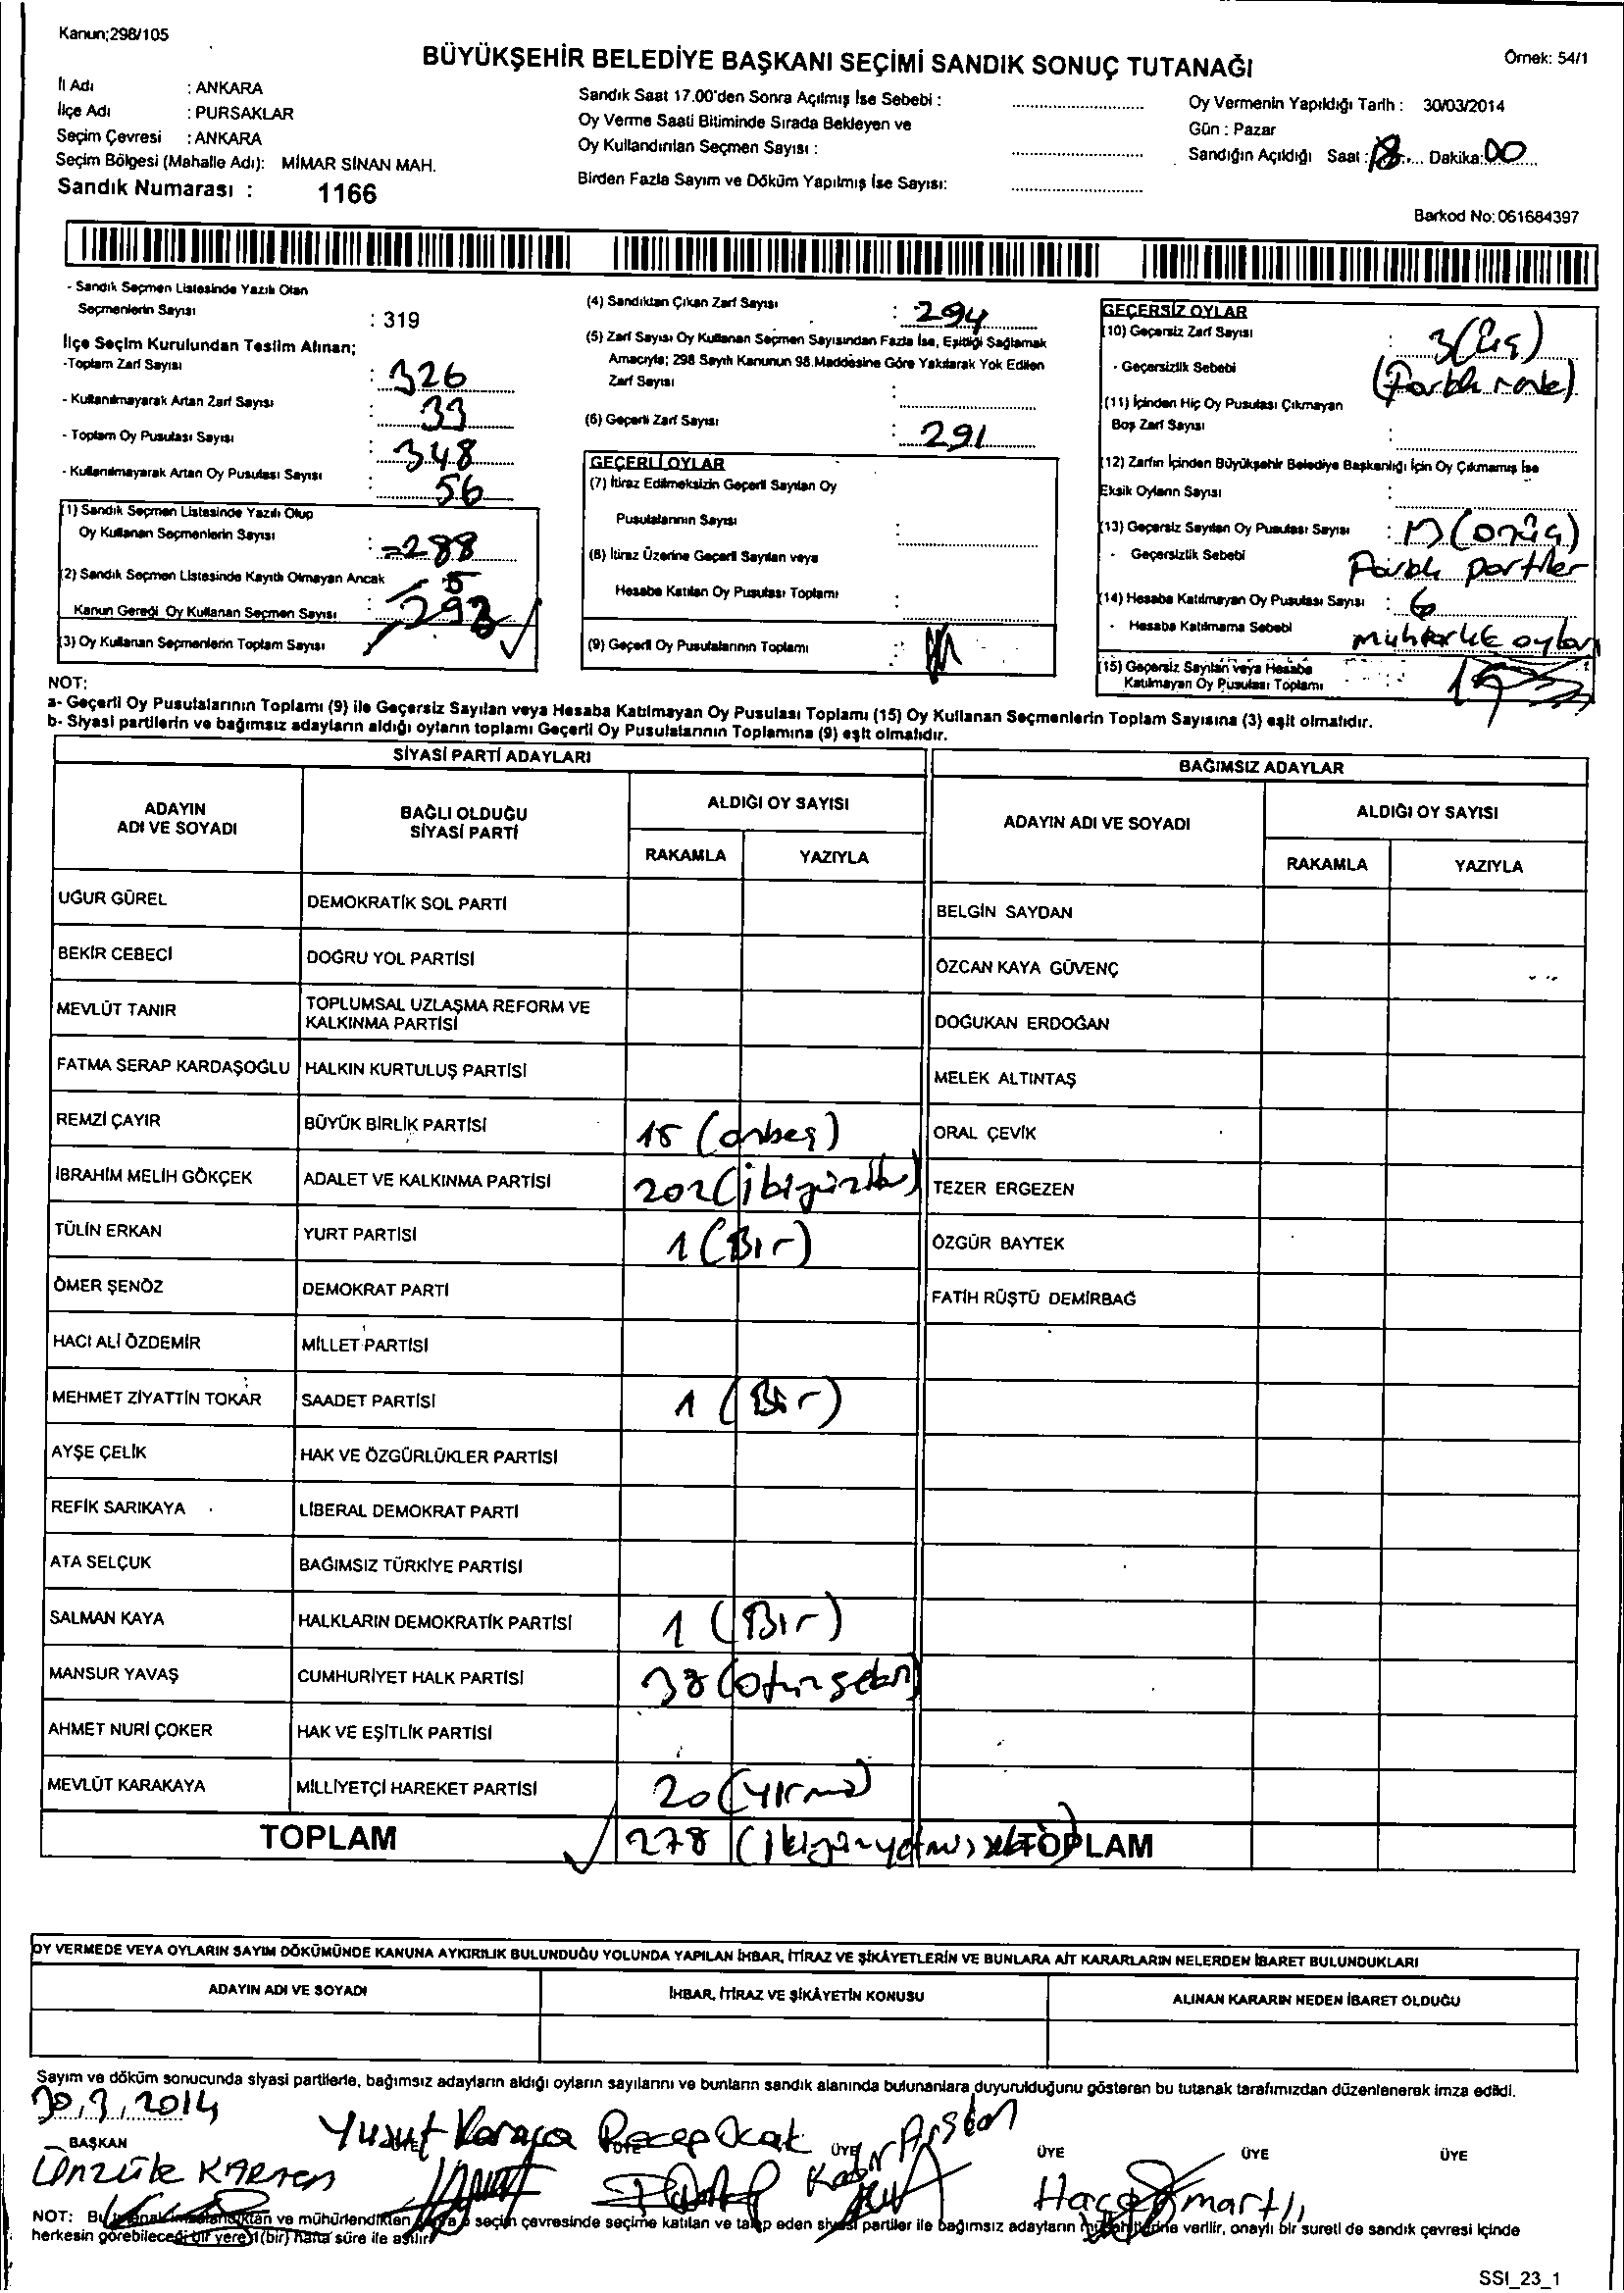 Kanun;298/105
BÜYÜKŞEHİR BELEDİYE BAŞKANI SEÇİMİ SANDIK SONUÇ TUTANAĞI
Örnek: 54/1
İl Adı : ANKARA
İlçe Adı : PURSAKLAR
Seçim Çevresi : ANKARA
Seçim Bölgesi (Mahalle Adı): MİMAR SİNAN MAH.
Sandık Numarası : 1166
Sandık Saat 17.00'den Sonra Açılmış İse Sebebi :
Oy Verme Saati Bitiminde Sırada Bekleyen ve
Oy Kullandırılan Seçmen Sayısı :
Birden Fazla Sayım ve Döküm Yapılmış İse Sayısı:
Oy Vermenin Yapıldığı Tarih : 30/03/2014
Gün : Pazar
Sandığın Açıldığı Saat : 18 Dakika: 00
Barkod No: 061684397
- Sandık Seçmen Listesinde Yazılı Olan
Seçmenlerin Sayısı : 319
İlçe Seçim Kurulundan Teslim Alınan;
-Toplam Zarf Sayısı : 326
- Kullanılmayarak Artan Zarf Sayısı : 33
- Toplam Oy Pusulası Sayısı : 348
- Kullanılmayarak Artan Oy Pusulası Sayısı : 56
(1) Sandık Seçmen Listesinde Yazılı Olup
Oy Kullanan Seçmenlerin Sayısı : =288
(2) Sandık Seçmen Listesinde Kayıtlı Olmayan Ancak
Kanun Gereği Oy Kullanan Seçmen Sayısı : 5
(3) Oy Kullanan Seçmenlerin Toplam Sayısı
(4) Sandıktan Çıkan Zarf Sayısı : 294
(5) Zarf Sayısı Oy Kullanan Seçmen Sayısından Fazla İse, Eşitliği Sağlamak
Amacıyla; 298 Sayılı Kanunun 98.Maddesine Göre Yakılarak Yok Edilen
Zarf Sayısı :
(6) Geçerli Zarf Sayısı : 291
GEÇERLİ OYLAR
(7) İtiraz Edilmeksizin Geçerli Sayılan Oy
Pusulalarının Sayısı :
(8) İtiraz Üzerine Geçerli Sayılan veya
Hesaba Katılan Oy Pusulası Toplamı :
(9) Geçerli Oy Pusulalarının Toplamı :
GEÇERSİZ OYLAR
(10) Geçersiz Zarf Sayısı : 3 (üç)
- Geçersizlik Sebebi (Farklı renk)
(11) İçinden Hiç Oy Pusulası Çıkmayan
Boş Zarf Sayısı :
(12) Zarfın İçinden Büyükşehir Belediye Başkanlığı İçin Oy Çıkmamış İse
Eksik Oyların Sayısı :
(13) Geçersiz Sayılan Oy Pusulası Sayısı : 13 (onüç)
- Geçersizlik Sebebi Farklı partiler
(14) Hesaba Katılmayan Oy Pusulası Sayısı : 6
- Hesaba Katılmama Sebebi muhtarlık oyları
(15) Geçersiz Sayılan veya Hesaba
Katılmayan Oy Pusulası Toplamı :
NOT:
a- Geçerli Oy Pusulalarının Toplamı (9) ile Geçersiz Sayılan veya Hesaba Katılmayan Oy Pusulası Toplamı (15) Oy Kullanan Seçmenlerin Toplam Sayısına (3) eşit olmalıdır.
b- Siyasi partilerin ve bağımsız adayların aldığı oyların toplamı Geçerli Oy Pusulalarının Toplamına (9) eşit olmalıdır.
SİYASİ PARTİ ADAYLARI
BAĞIMSIZ ADAYLAR
ADAYIN ADI VE SOYADI
BAĞLI OLDUĞU SİYASİ PARTİ
ALDIĞI OY SAYISI
RAKAMLA YAZIYLA
ADAYIN ADI VE SOYADI
ALDIĞI OY SAYISI
RAKAMLA YAZIYLA
UĞUR GÜREL DEMOKRATİK SOL PARTİ BELGİN SAYDAN
BEKİR CEBECİ DOĞRU YOL PARTİSİ ÖZCAN KAYA GÜVENÇ
MEVLÜT TANIR TOPLUMSAL UZLAŞMA REFORM VE KALKINMA PARTİSİ DOĞUKAN ERDOĞAN
FATMA SERAP KARDAŞOĞLU HALKIN KURTULUŞ PARTİSİ MELEK ALTINTAŞ
REMZİ ÇAYIR BÜYÜK BİRLİK PARTİSİ 15 (onbeş) ORAL ÇEVİK
İBRAHİM MELİH GÖKÇEK ADALET VE KALKINMA PARTİSİ 202 (ikiyüziki) TEZER ERGEZEN
TÜLİN ERKAN YURT PARTİSİ 1 (Bir) ÖZGÜR BAYTEK
ÖMER ŞENÖZ DEMOKRAT PARTİ FATİH RÜŞTÜ DEMİRBAĞ
HACI ALİ ÖZDEMİR MİLLET PARTİSİ
MEHMET ZİYATTİN TOKAR SAADET PARTİSİ 1 (Bir)
AYŞE ÇELİK HAK VE ÖZGÜRLÜKLER PARTİSİ
REFİK SARIKAYA LİBERAL DEMOKRAT PARTİ
ATA SELÇUK BAĞIMSIZ TÜRKİYE PARTİSİ
SALMAN KAYA HALKLARIN DEMOKRATİK PARTİSİ 1 (Bir)
MANSUR YAVAŞ CUMHURİYET HALK PARTİSİ 38 (otuzsekiz)
AHMET NURİ ÇOKER HAK VE EŞİTLİK PARTİSİ
MEVLÜT KARAKAYA MİLLİYETÇİ HAREKET PARTİSİ 20 (yirmi)
TOPLAM 278 TOPLAM
OY VERMEDE VEYA OYLARIN SAYIM DÖKÜMÜNDE KANUNA AYKIRILIK BULUNDUĞU YOLUNDA YAPILAN İHBAR, İTİRAZ VE ŞİKÂYETLERİN VE BUNLARA AİT KARARLARIN NELERDEN İBARET BULUNDUKLARI
ADAYIN ADI VE SOYADI İHBAR, İTİRAZ VE ŞİKÂYETİN KONUSU ALINAN KARARIN NEDEN İBARET OLDUĞU
Sayım ve döküm sonucunda siyasi partilerle, bağımsız adayların aldığı oyların sayılarını ve bunların sandık alanında bulunanlara duyurulduğunu gösteren bu tutanak tarafımızdan düzenlenerek imza edildi.
30.3.2014
Yusuf Karaca Recep Ocak Kadir Arslan
BAŞKAN ÜYE ÜYE ÜYE ÜYE ÜYE ÜYE
NOT: ve mühürlendikten seçim çevresinde seçime katılan ve talep eden siyasi partiler ile bağımsız adayların verilir, onaylı bir sureti de sandık çevresi içinde
herkesin görebileceği bir yere 1 (bir) hafta süre ile asılır.
SSI_23_1